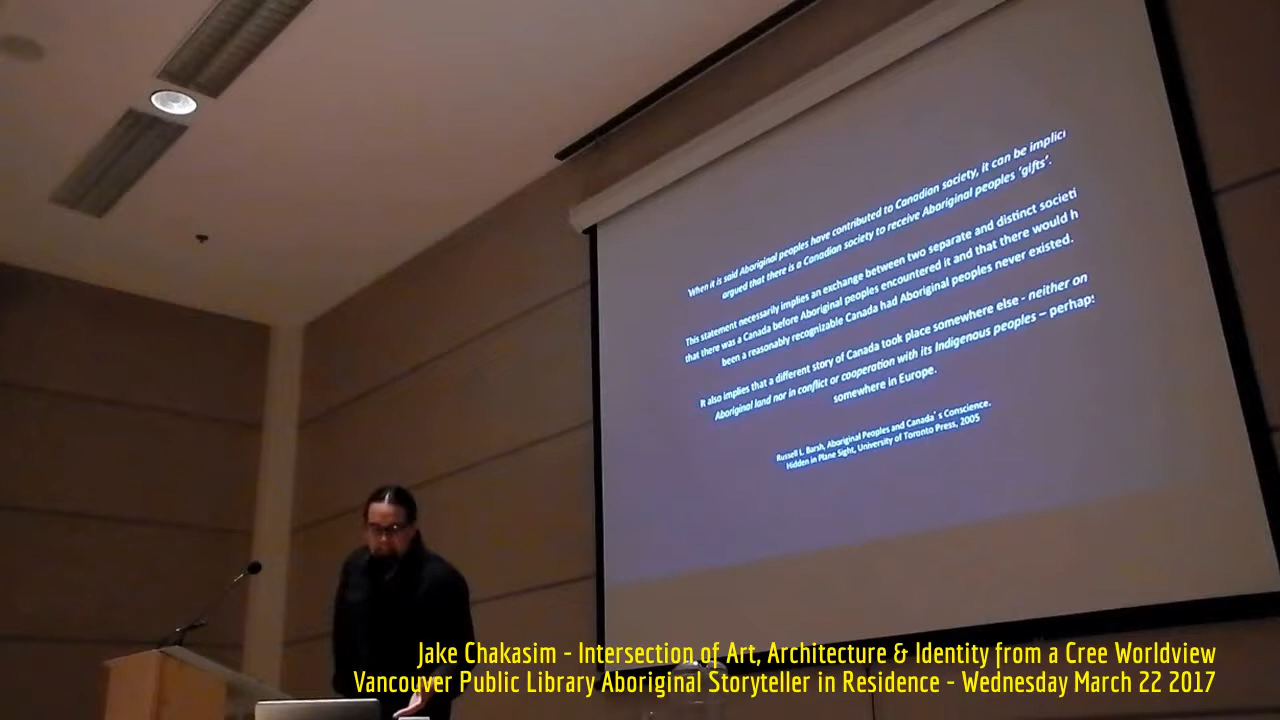 'When it is said Aboriginal peoples have contributed to Canadian society, it can be
argued that there is a Canadian society to receive Aboriginal peoples 'gifts'.
This statement necessarily implies an exchange between two separate and distinct
that there was a Canada before Aboriginal peoples encountered it and that there would
been a reasonably recognizable Canada had Aboriginal peoples never existed.
It also implies that a different story of Canada took place somewhere else - neither on
Aboriginal land nor in conflict or cooperation with its Indigenous peoples – perhaps
somewhere in Europe.
Russell L. Barsh, Aboriginal Peoples and Canada's Conscience.
Hidden in Plane Sight, University of Toronto Press, 2005
Jake Chakasim - Intersection of Art, Architecture & Identity from a Cree Worldview
Vancouver Public Library Aboriginal Storyteller in Residence - Wednesday March 22 2017